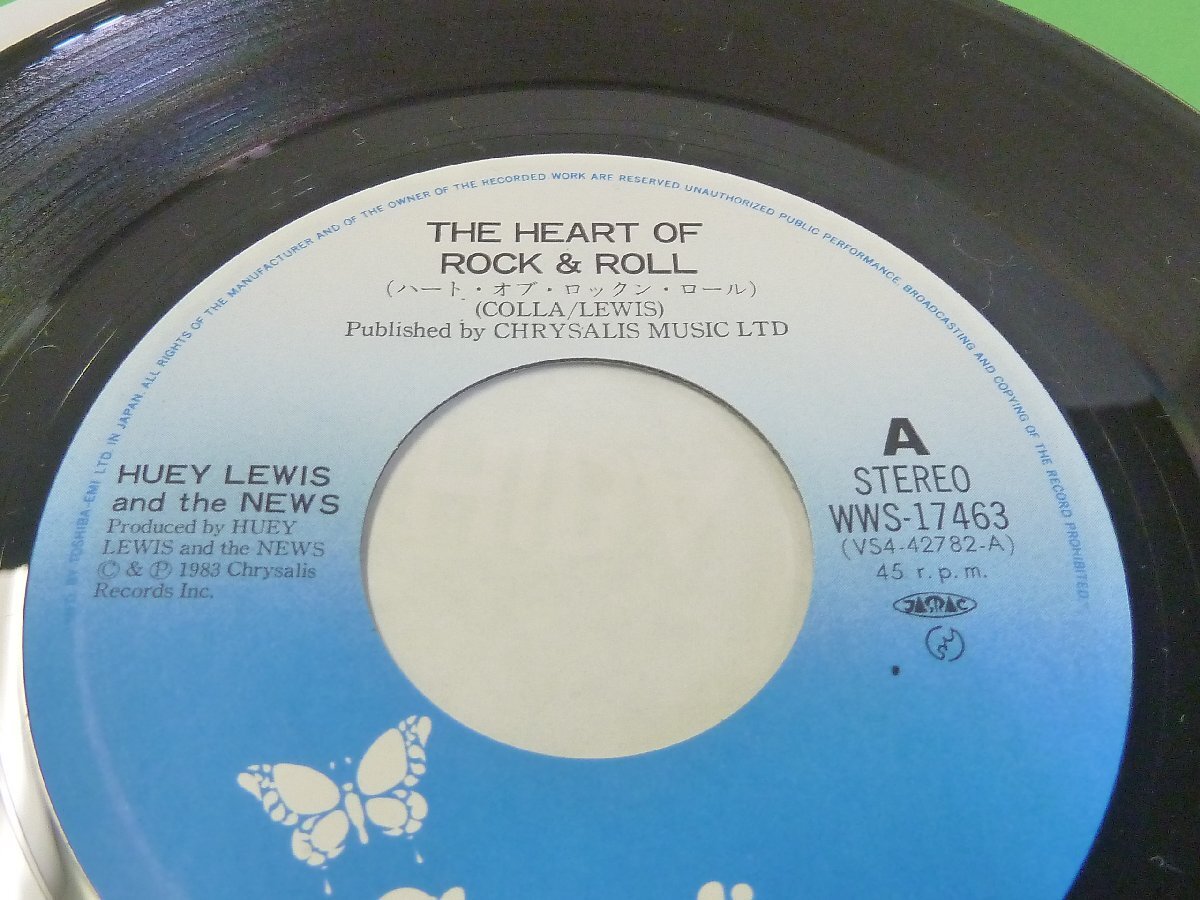 THE HEART OF
ROCK & ROLL
(ハート・オブ・ロックン・ロール)
(COLLA/LEWIS)
Published by CHRYSALIS MUSIC LTD
HUEY LEWIS
and the NEWS
Produced by HUEY
LEWIS and the NEWS
© & ℗ 1983 Chrysalis
Records Inc.
A
STEREO
WWS-17463
(VS4-42782-A)
45 r.p.m.
JASRAC
BY TOSHIBA-EMI LTD. IN JAPAN. ALL RIGHTS OF THE MANUFACTURER AND OF THE OWNER OF THE RECORDED WORK ARE RESERVED UNAUTHORIZED PUBLIC PERFORMANCE BROADCASTING AND COPYING OF THE RECORD PROHIBITED